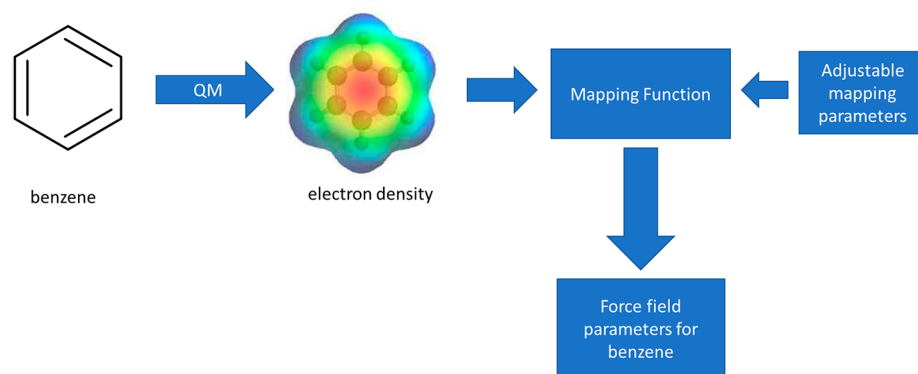 QM
Mapping Function
Adjustable
mapping
parameters
benzene
electron density
Force field
parameters for
benzene